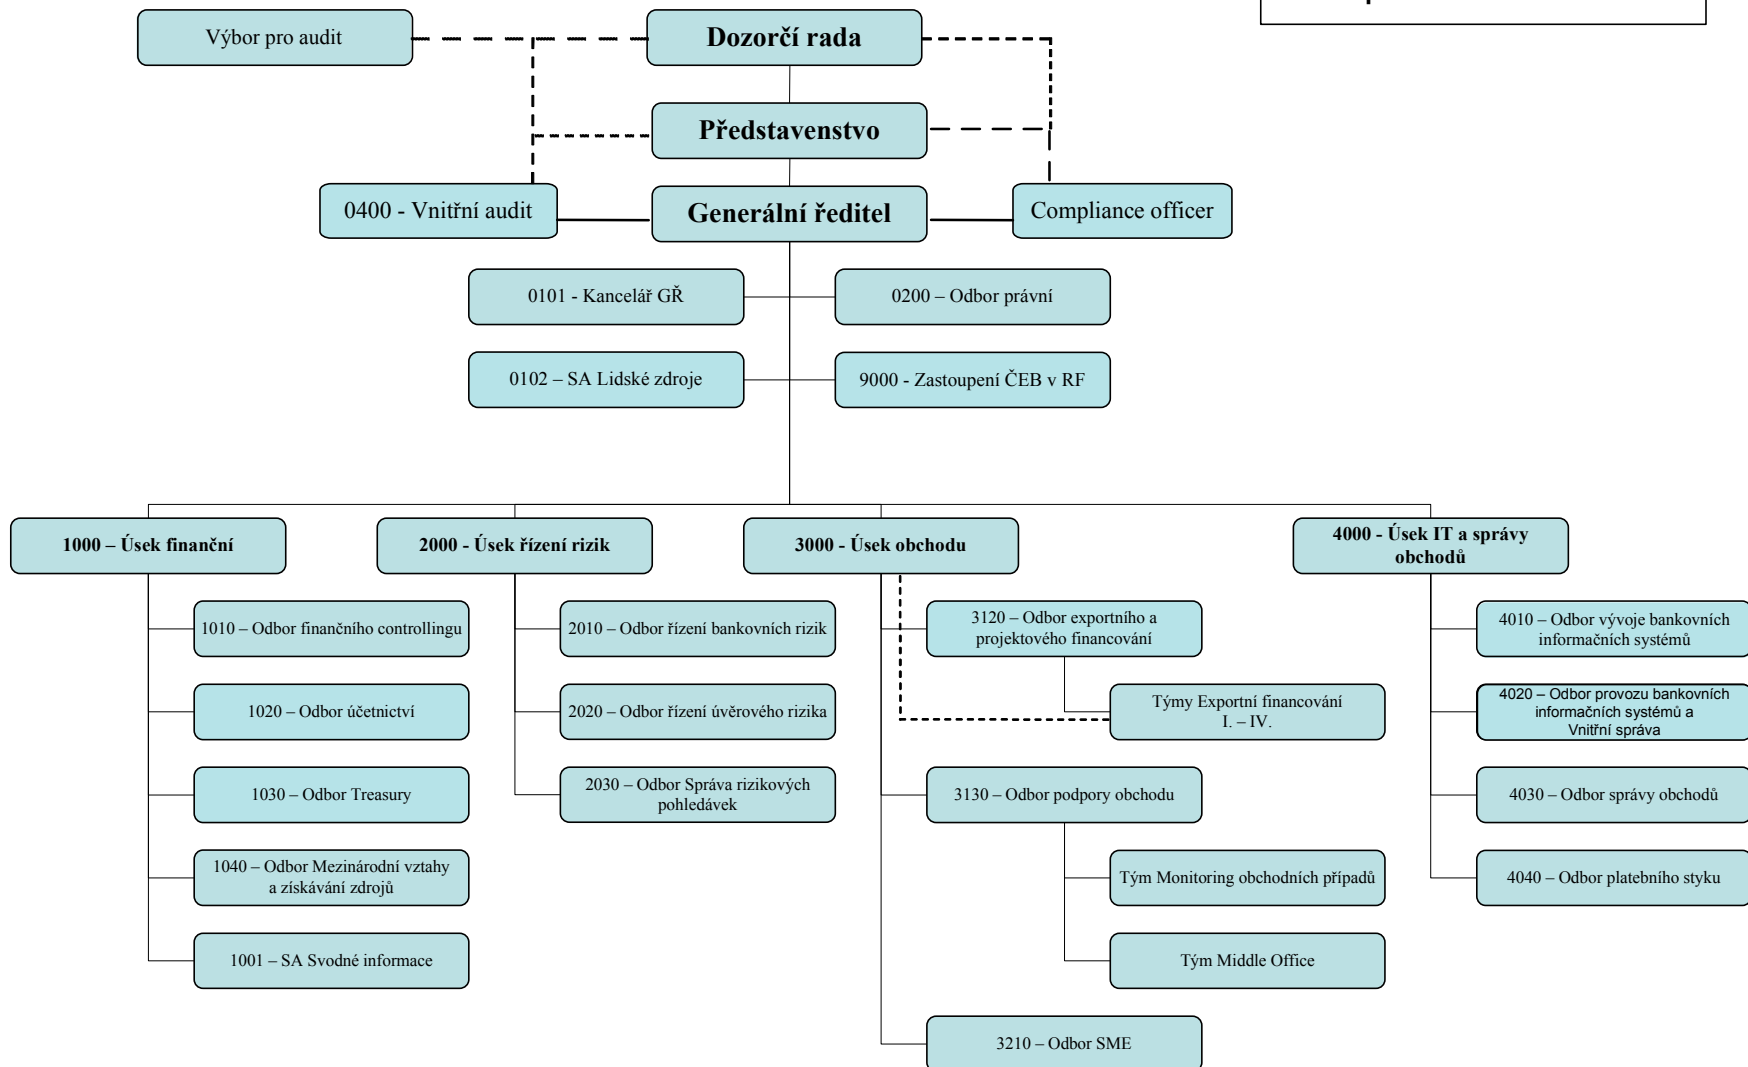 Výbor pro audit
Dozorčí rada
Představenstvo
0400 - Vnitřní audit
Generální ředitel
Compliance officer
0101 - Kancelář GŘ
0200 – Odbor právní
0102 – SA Lidské zdroje
9000 - Zastoupení ČEB v RF
1000 – Úsek finanční
2000 - Úsek řízení rizik
3000 - Úsek obchodu
4000 - Úsek IT a správy
obchodů
1010 – Odbor finančního controllingu
1020 – Odbor účetnictví
1030 – Odbor Treasury
1040 – Odbor Mezinárodní vztahy
a získávání zdrojů
1001 – SA Svodné informace
2010 – Odbor řízení bankovních rizik
2020 – Odbor řízení úvěrového rizika
2030 – Odbor Správa rizikových
pohledávek
3120 – Odbor exportního a
projektového financování
Týmy Exportní financování
I. – IV.
3130 – Odbor podpory obchodu
Tým Monitoring obchodních případů
Tým Middle Office
3210 – Odbor SME
4010 – Odbor vývoje bankovních
informačních systémů
4020 – Odbor provozu bankovních
informačních systémů a
Vnitřní správa
4030 – Odbor správy obchodů
4040 – Odbor platebního styku